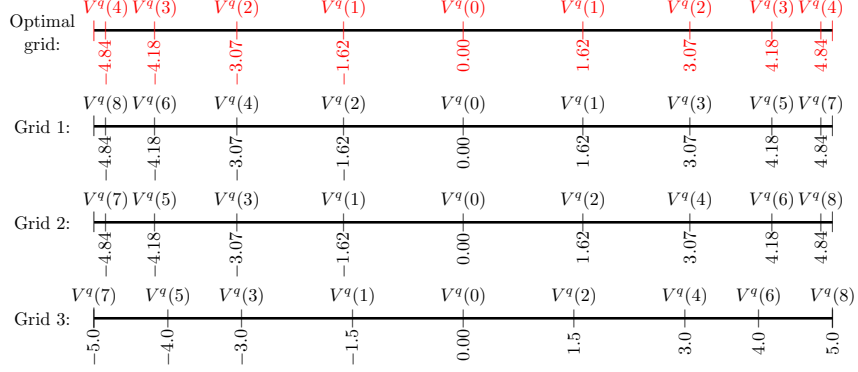 V^q(4) V^q(3) V^q(2) V^q(1) V^q(0) V^q(1) V^q(2) V^q(3) V^q(4)
Optimal
grid:
−4.84 −4.18 −3.07 −1.62 0.00 1.62 3.07 4.18 4.84
V^q(8) V^q(6) V^q(4) V^q(2) V^q(0) V^q(1) V^q(3) V^q(5) V^q(7)
Grid 1:
−4.84 −4.18 −3.07 −1.62 0.00 1.62 3.07 4.18 4.84
V^q(7) V^q(5) V^q(3) V^q(1) V^q(0) V^q(2) V^q(4) V^q(6) V^q(8)
Grid 2:
−4.84 −4.18 −3.07 −1.62 0.00 1.62 3.07 4.18 4.84
V^q(7) V^q(5) V^q(3) V^q(1) V^q(0) V^q(2) V^q(4) V^q(6) V^q(8)
Grid 3:
−5.0 −4.0 −3.0 −1.5 0.00 1.5 3.0 4.0 5.0